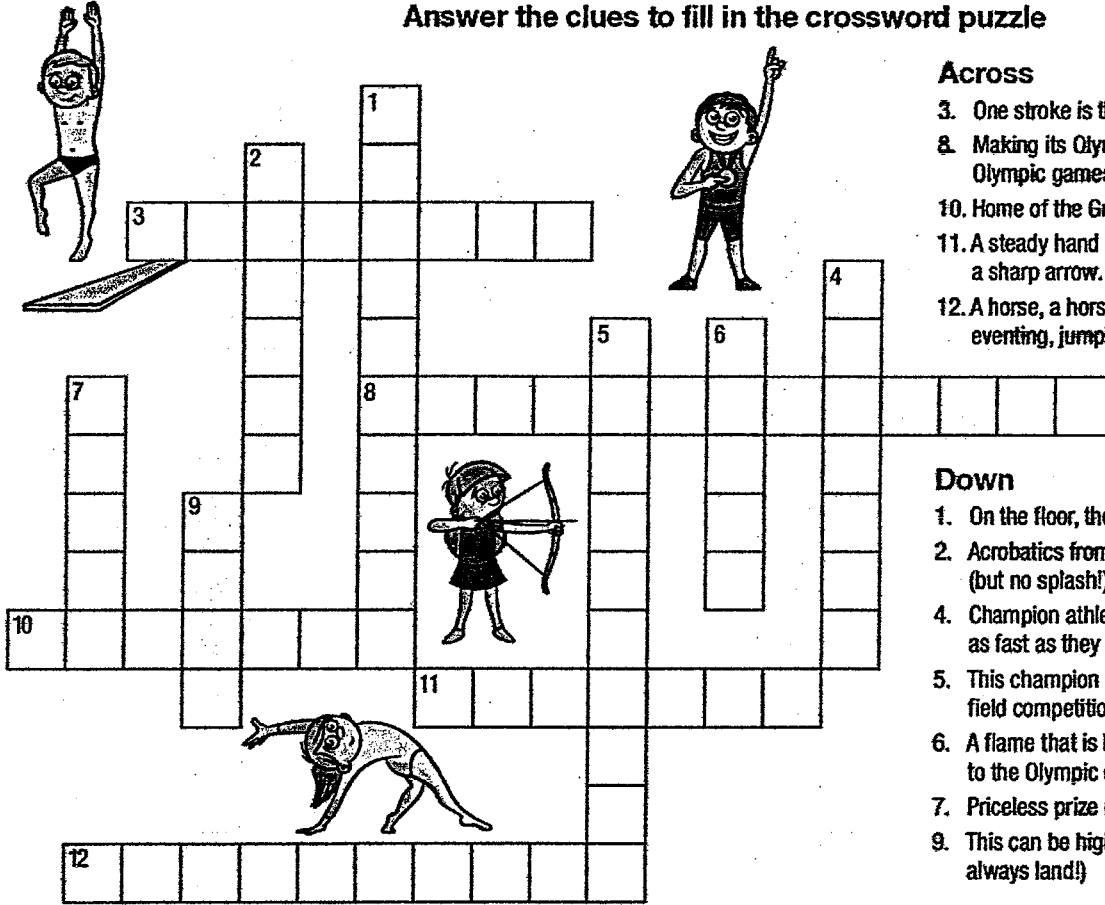 Answer the clues to fill in the crossword puzzle
Across
3. One stroke is t
8. Making its Oly
Olympic game
10. Home of the G
11. A steady hand
a sharp arrow.
12. A horse, a hors
eventing, jump
Down
1. On the floor, the
2. Acrobatics from
(but no splash!)
4. Champion athle
as fast as they
5. This champion
field competitio
6. A flame that is
to the Olympic
7. Priceless prize
9. This can be hig
always land!)
1
2
3
4
5
6
7
8
9
10
11
12